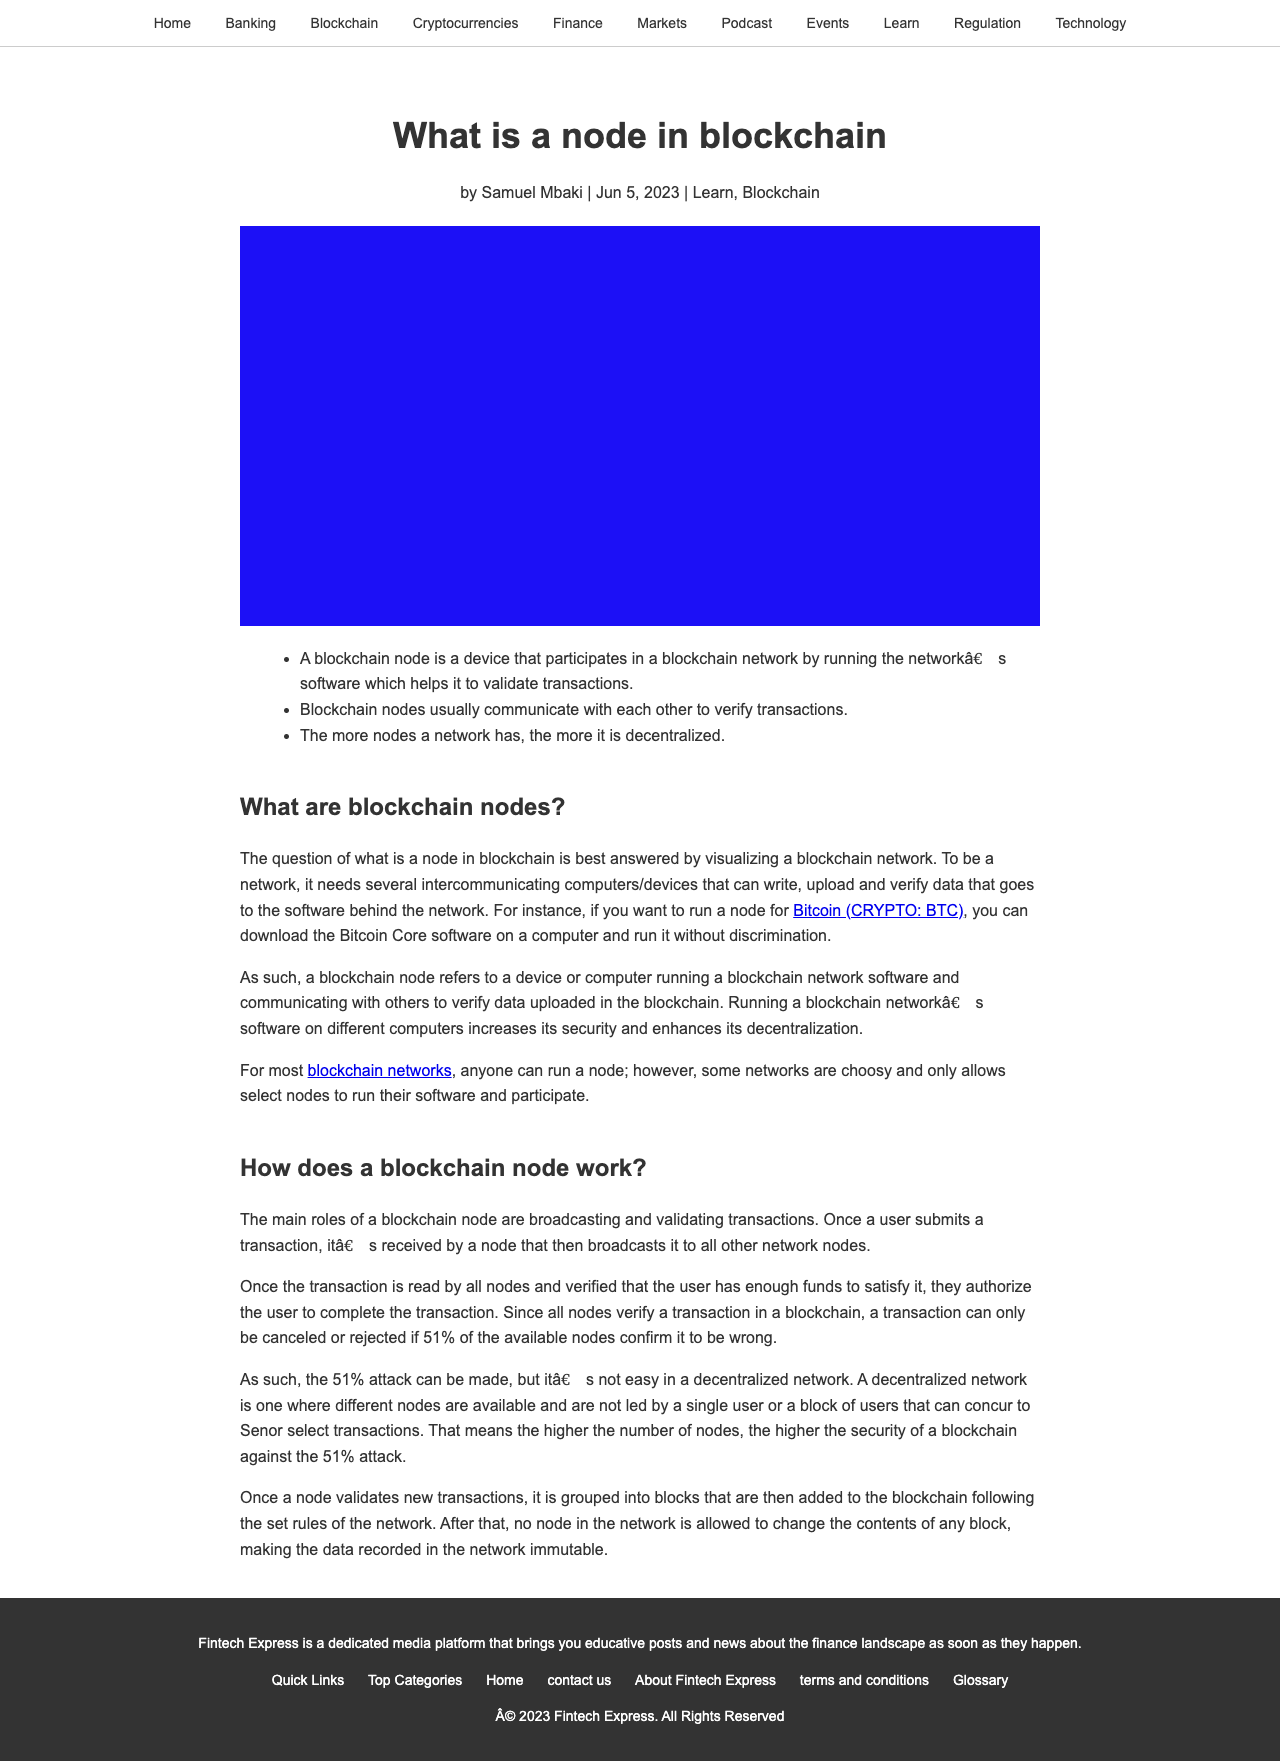 Home Banking Blockchain Cryptocurrencies Finance Markets Podcast Events Learn Regulation Technology
What is a node in blockchain
by Samuel Mbaki | Jun 5, 2023 | Learn, Blockchain
• A blockchain node is a device that participates in a blockchain network by running the networkâ€ s
software which helps it to validate transactions.
• Blockchain nodes usually communicate with each other to verify transactions.
• The more nodes a network has, the more it is decentralized.
What are blockchain nodes?
The question of what is a node in blockchain is best answered by visualizing a blockchain network. To be a
network, it needs several intercommunicating computers/devices that can write, upload and verify data that goes
to the software behind the network. For instance, if you want to run a node for Bitcoin (CRYPTO: BTC), you can
download the Bitcoin Core software on a computer and run it without discrimination.
As such, a blockchain node refers to a device or computer running a blockchain network software and
communicating with others to verify data uploaded in the blockchain. Running a blockchain networkâ€ s
software on different computers increases its security and enhances its decentralization.
For most blockchain networks, anyone can run a node; however, some networks are choosy and only allows
select nodes to run their software and participate.
How does a blockchain node work?
The main roles of a blockchain node are broadcasting and validating transactions. Once a user submits a
transaction, itâ€ s received by a node that then broadcasts it to all other network nodes.
Once the transaction is read by all nodes and verified that the user has enough funds to satisfy it, they authorize
the user to complete the transaction. Since all nodes verify a transaction in a blockchain, a transaction can only
be canceled or rejected if 51% of the available nodes confirm it to be wrong.
As such, the 51% attack can be made, but itâ€ s not easy in a decentralized network. A decentralized network
is one where different nodes are available and are not led by a single user or a block of users that can concur to
Senor select transactions. That means the higher the number of nodes, the higher the security of a blockchain
against the 51% attack.
Once a node validates new transactions, it is grouped into blocks that are then added to the blockchain following
the set rules of the network. After that, no node in the network is allowed to change the contents of any block,
making the data recorded in the network immutable.
Fintech Express is a dedicated media platform that brings you educative posts and news about the finance landscape as soon as they happen.
Quick Links Top Categories Home contact us About Fintech Express terms and conditions Glossary
Â© 2023 Fintech Express. All Rights Reserved